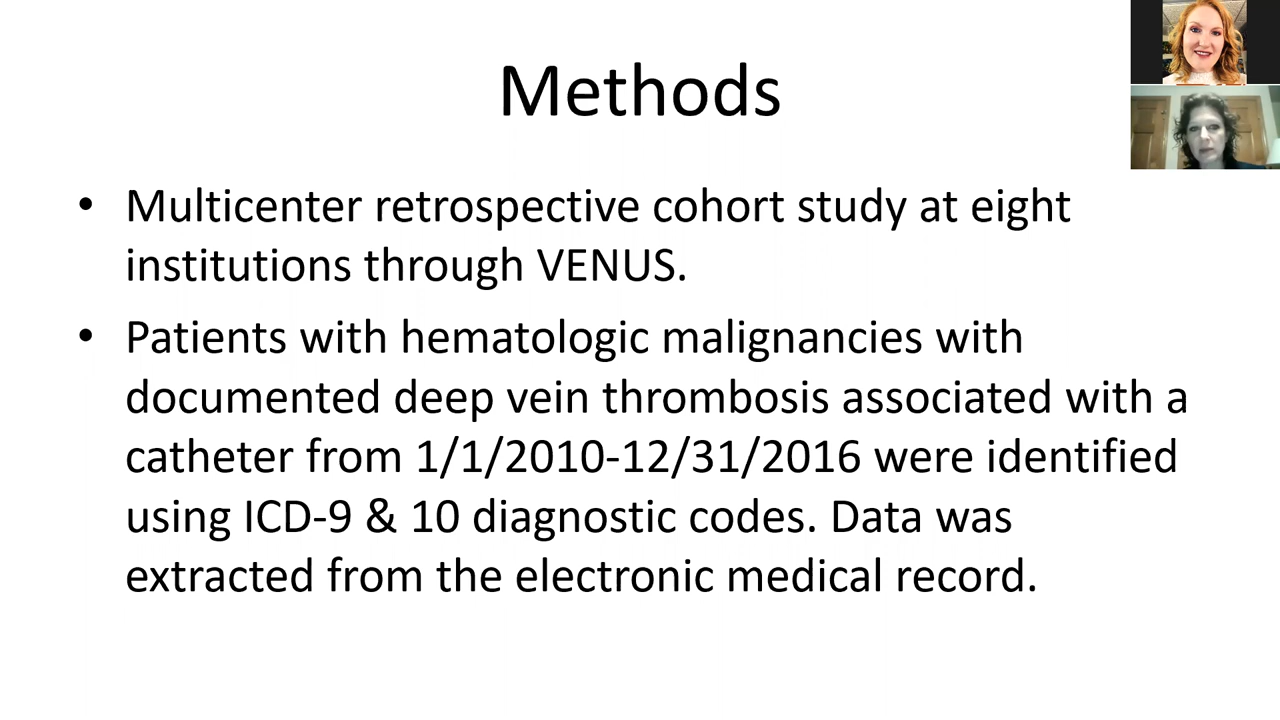 Methods
• Multicenter retrospective cohort study at eight
institutions through VENUS.
• Patients with hematologic malignancies with
documented deep vein thrombosis associated with a
catheter from 1/1/2010-12/31/2016 were identified
using ICD-9 & 10 diagnostic codes. Data was
extracted from the electronic medical record.